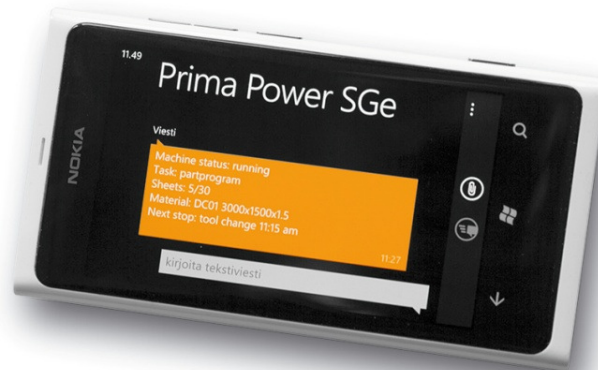 NOKIA
11.49
Prima Power SGe
Viesti
Machine status: running
Task: partprogram
Sheets: 5/30
Material: DC01 3000x1500x1.5
Next stop: tool change 11:15 am
11:27
kirjoita tekstiviesti